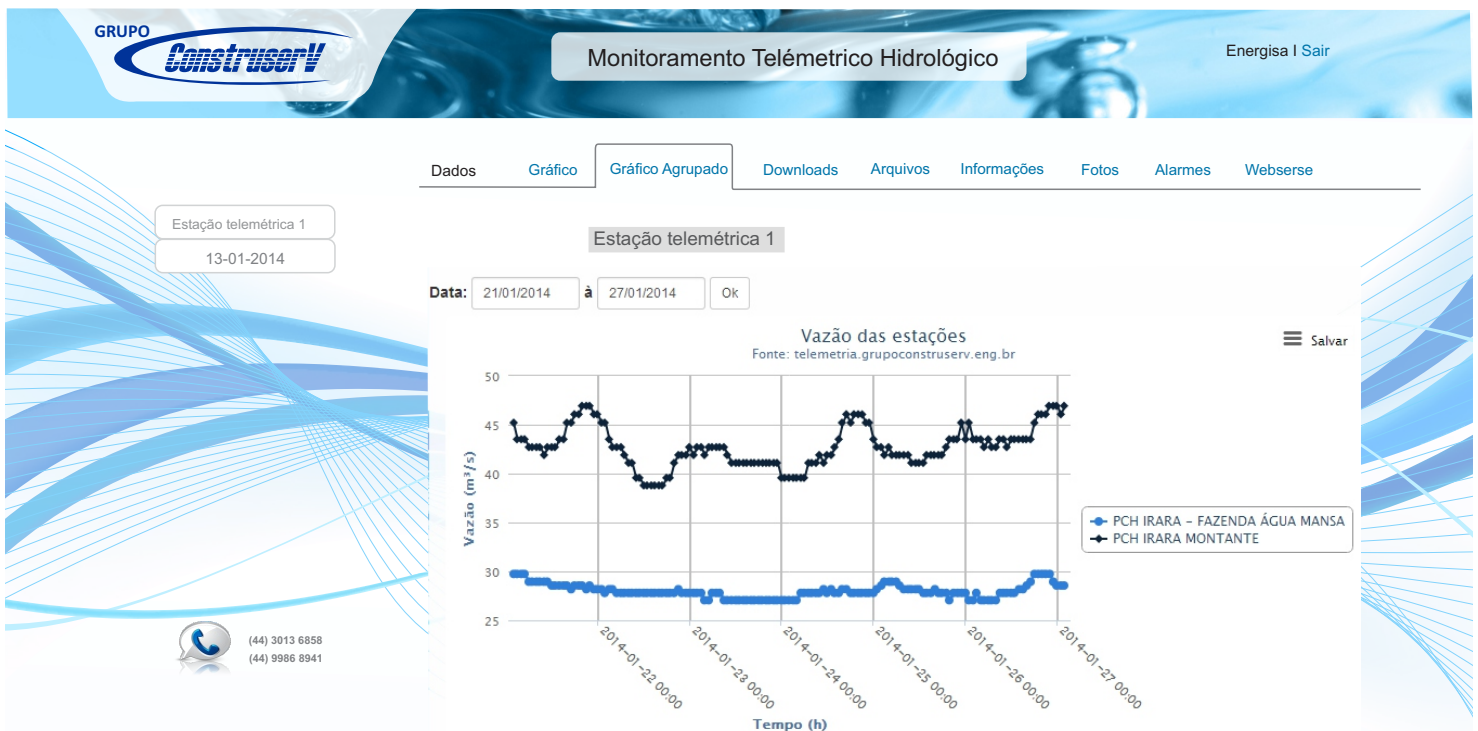 GRUPO
ConstruserV
Monitoramento Telémetrico Hidrológico
Energisa I Sair
Dados Gráfico Gráfico Agrupado Downloads Arquivos Informações Fotos Alarmes Webserse
Estação telemétrica 1
13-01-2014
Estação telemétrica 1
Data: 21/01/2014 à 27/01/2014 Ok
Vazão das estações
Fonte: telemetria.grupoconstruserv.eng.br
Salvar
50
45
40
35
30
25
Vazão (m³/s)
PCH IRARA – FAZENDA ÁGUA MANSA
PCH IRARA MONTANTE
2014-01-22 00:00
2014-01-23 00:00
2014-01-24 00:00
2014-01-25 00:00
2014-01-26 00:00
2014-01-27 00:00
Tempo (h)
(44) 3013 6858
(44) 9986 8941